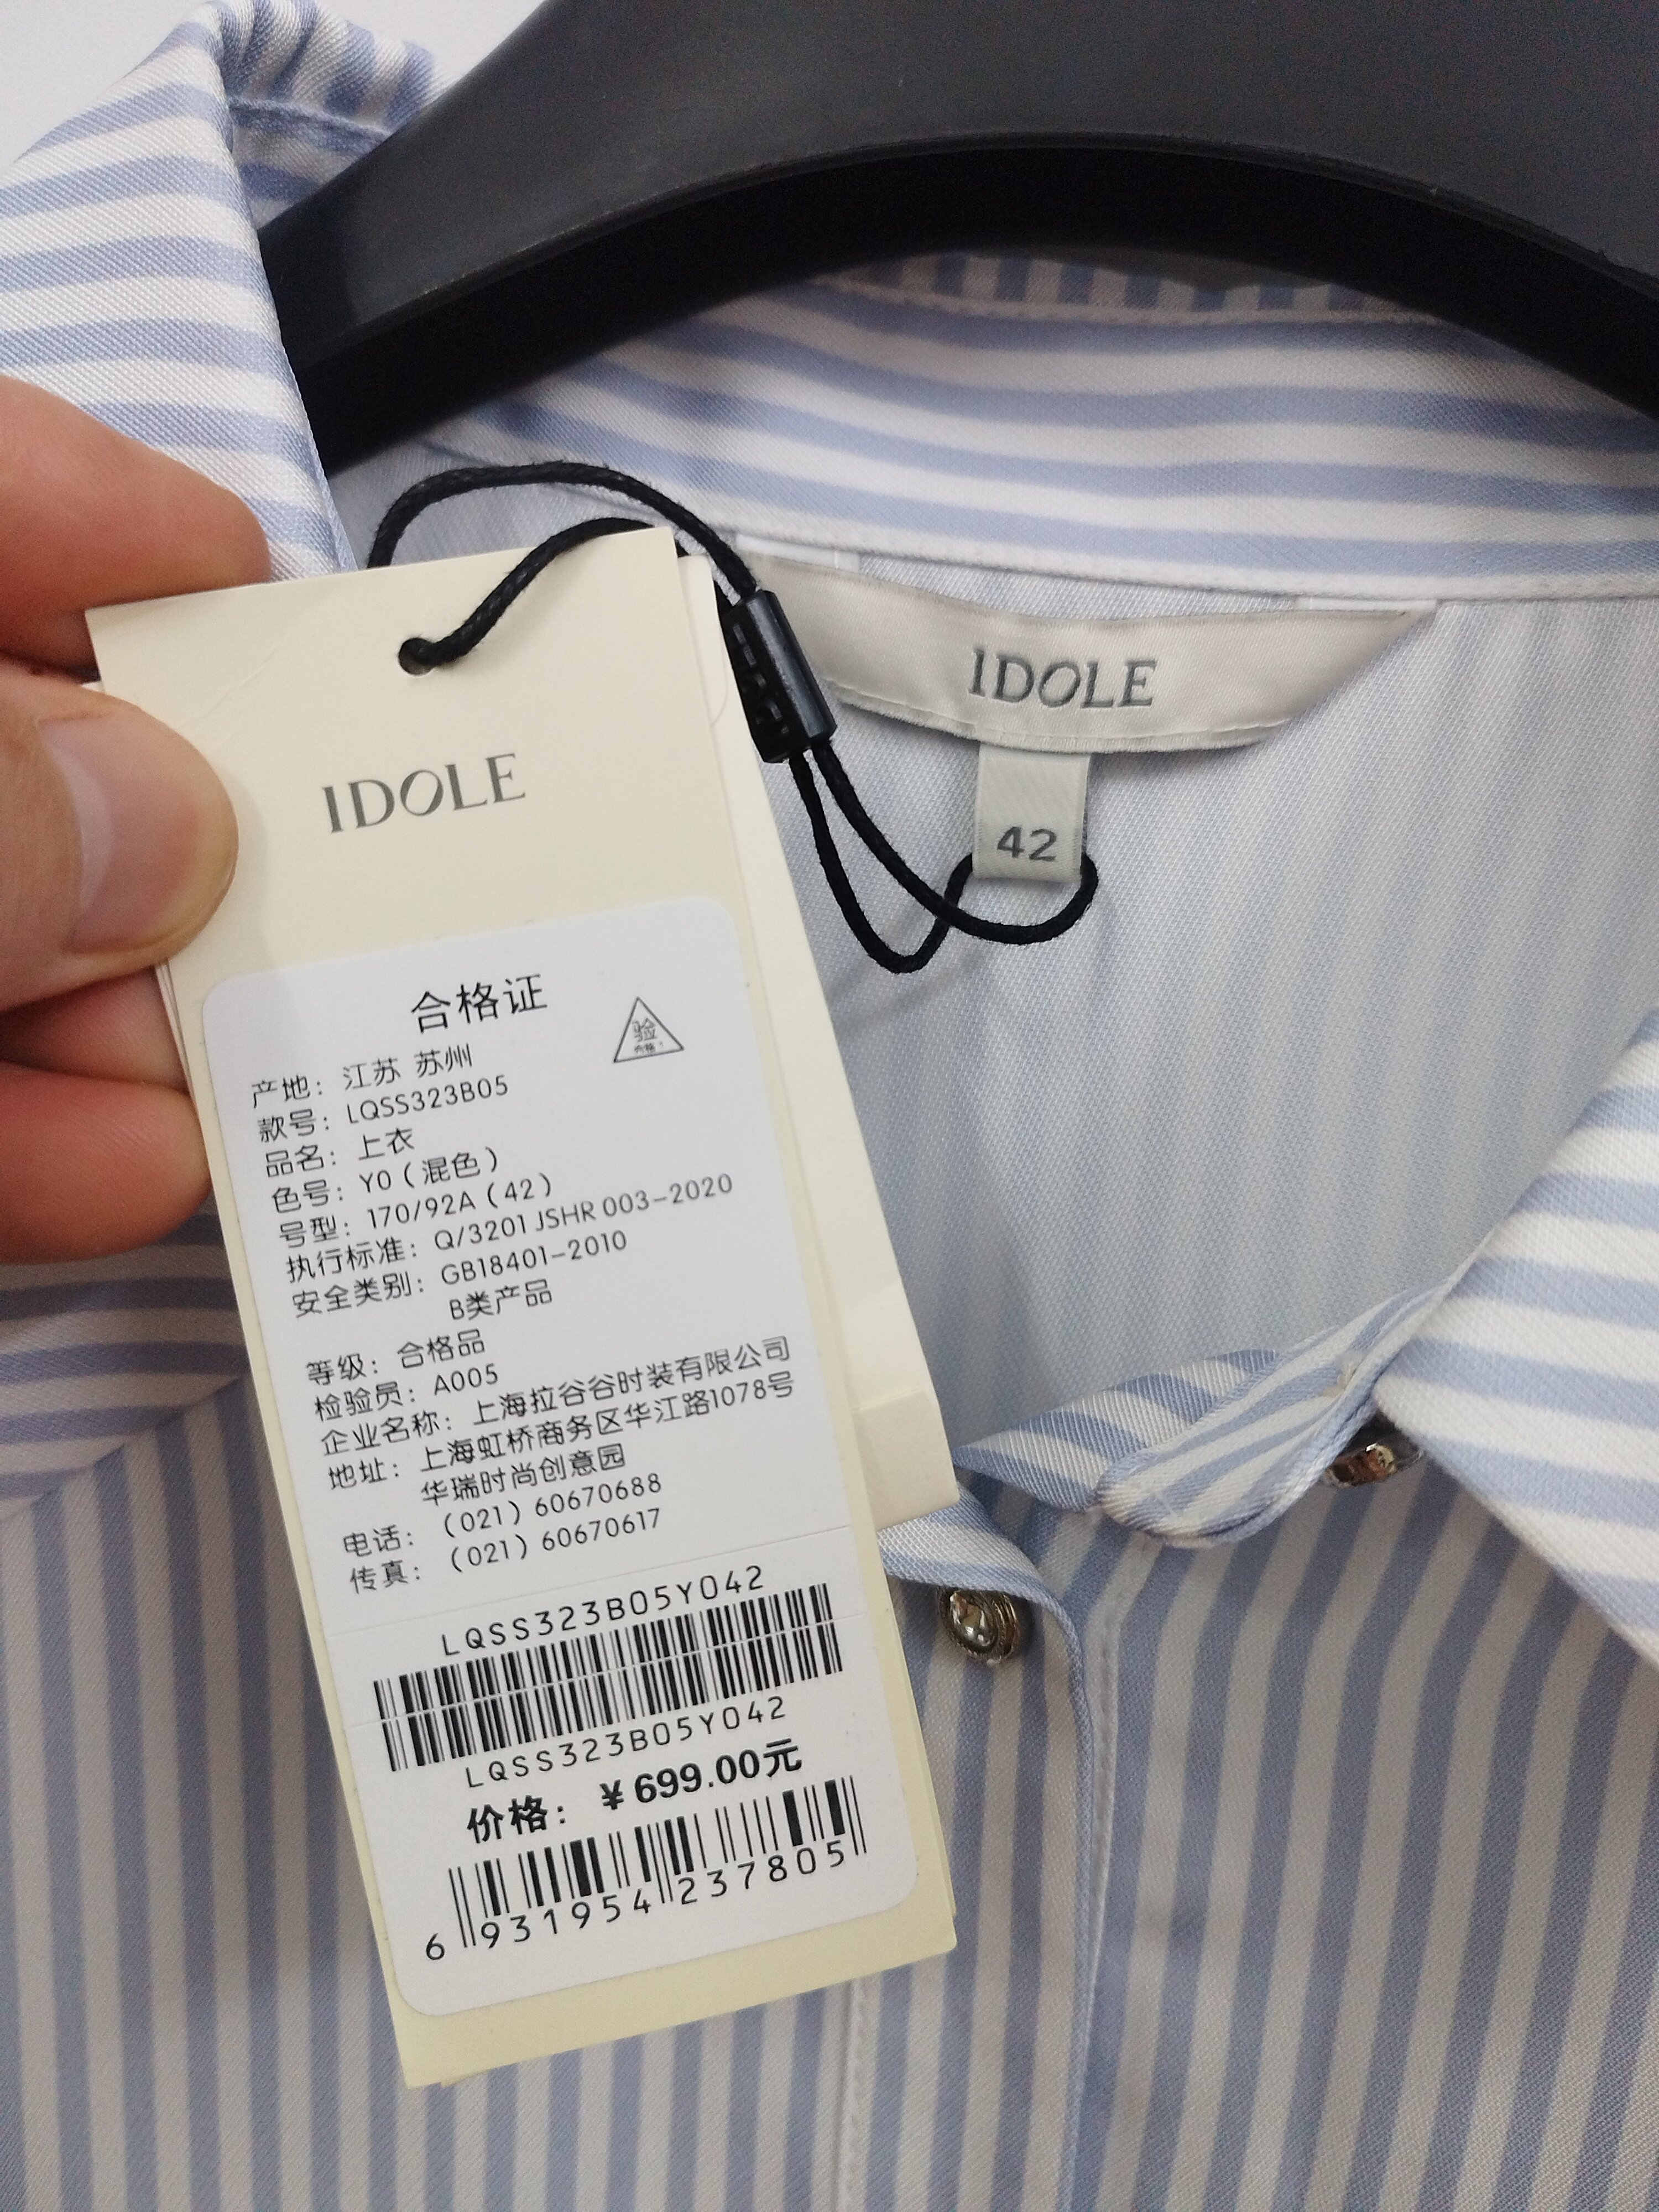 IDOLE
42
IDOLE
合格证
验
产地： 江苏 苏州
款号： LQSS323B05
品名： 上衣
色号： Y0（混色）
号型： 170/92A（42）
执行标准： Q/3201 JSHR 003-2020
安全类别： GB18401-2010
B类产品
等级： 合格品
检验员： A005
企业名称： 上海拉谷谷时装有限公司
地址： 上海虹桥商务区华江路1078号
华瑞时尚创意园
电话： （021）60670688
传真： （021）60670617
LQSS323B05Y042
LQSS323B05Y042
价格： ￥699.00元
6 931954 237805